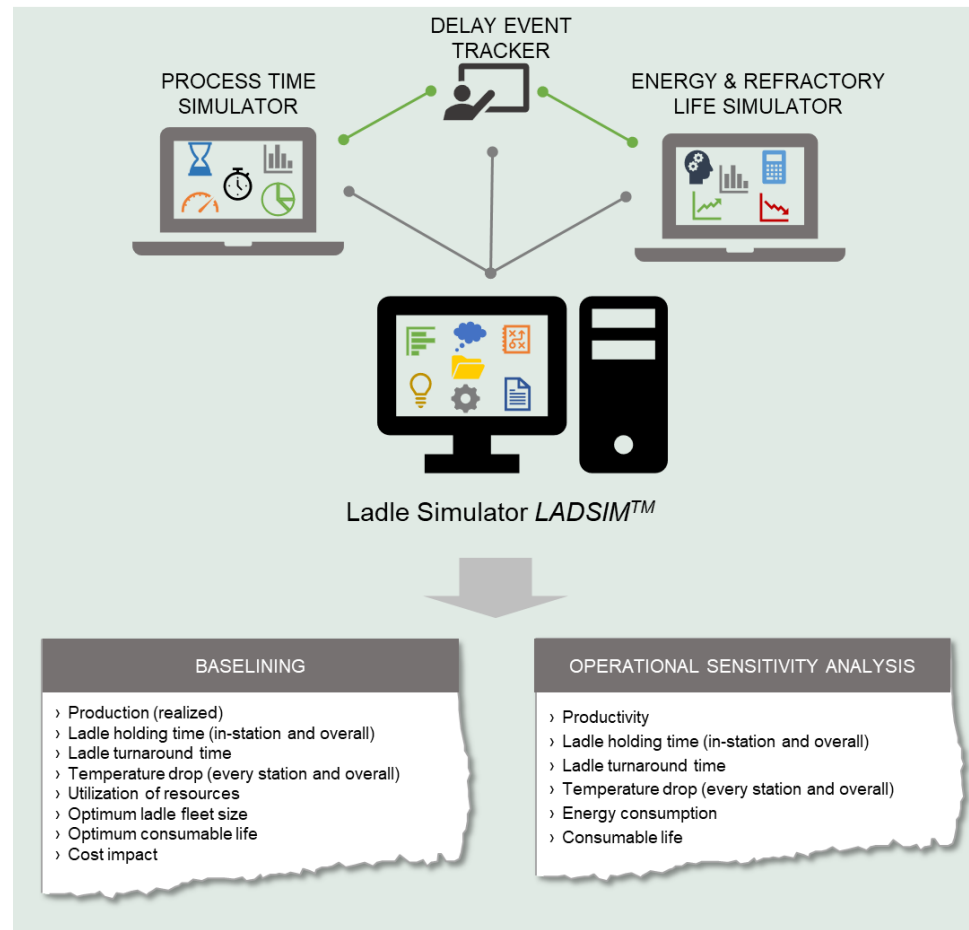 DELAY EVENT
TRACKER
PROCESS TIME
SIMULATOR
ENERGY & REFRACTORY
LIFE SIMULATOR
Ladle Simulator LADSIM™
BASELINING
› Production (realized)
› Ladle holding time (in-station and overall)
› Ladle turnaround time
› Temperature drop (every station and overall)
› Utilization of resources
› Optimum ladle fleet size
› Optimum consumable life
› Cost impact
OPERATIONAL SENSITIVITY ANALYSIS
› Productivity
› Ladle holding time (in-station and overall)
› Ladle turnaround time
› Temperature drop (every station and overall)
› Energy consumption
› Consumable life